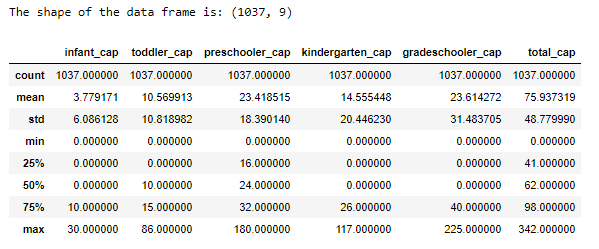 The shape of the data frame is: (1037, 9)
infant_cap toddler_cap preschooler_cap kindergarten_cap gradeschooler_cap total_cap
count 1037.000000 1037.000000 1037.000000 1037.000000 1037.000000 1037.000000
mean 3.779171 10.569913 23.418515 14.555448 23.614272 75.937319
std 6.086128 10.818982 18.390140 20.446230 31.483705 48.779990
min 0.000000 0.000000 0.000000 0.000000 0.000000 0.000000
25% 0.000000 0.000000 16.000000 0.000000 0.000000 41.000000
50% 0.000000 10.000000 24.000000 0.000000 0.000000 62.000000
75% 10.000000 15.000000 32.000000 26.000000 40.000000 98.000000
max 30.000000 86.000000 180.000000 117.000000 225.000000 342.000000